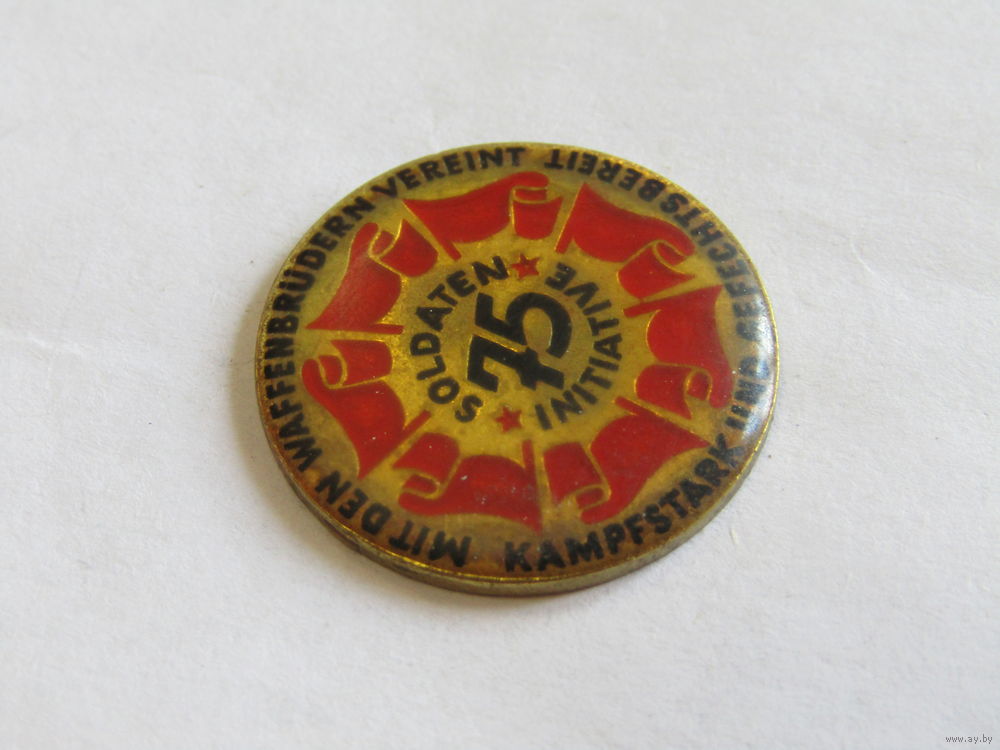 MIT DEN WAFFENBRÜDERN VEREINT
KAMPFSTARK UND GEFECHTSBEREIT
SOLDATEN
75
INITIATIVE
www.ay.by